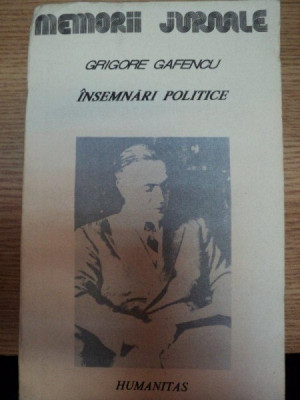 MEMORII JURNALE
GRIGORE GAFENCU
ÎNSEMNĂRI POLITICE
HUMANITAS